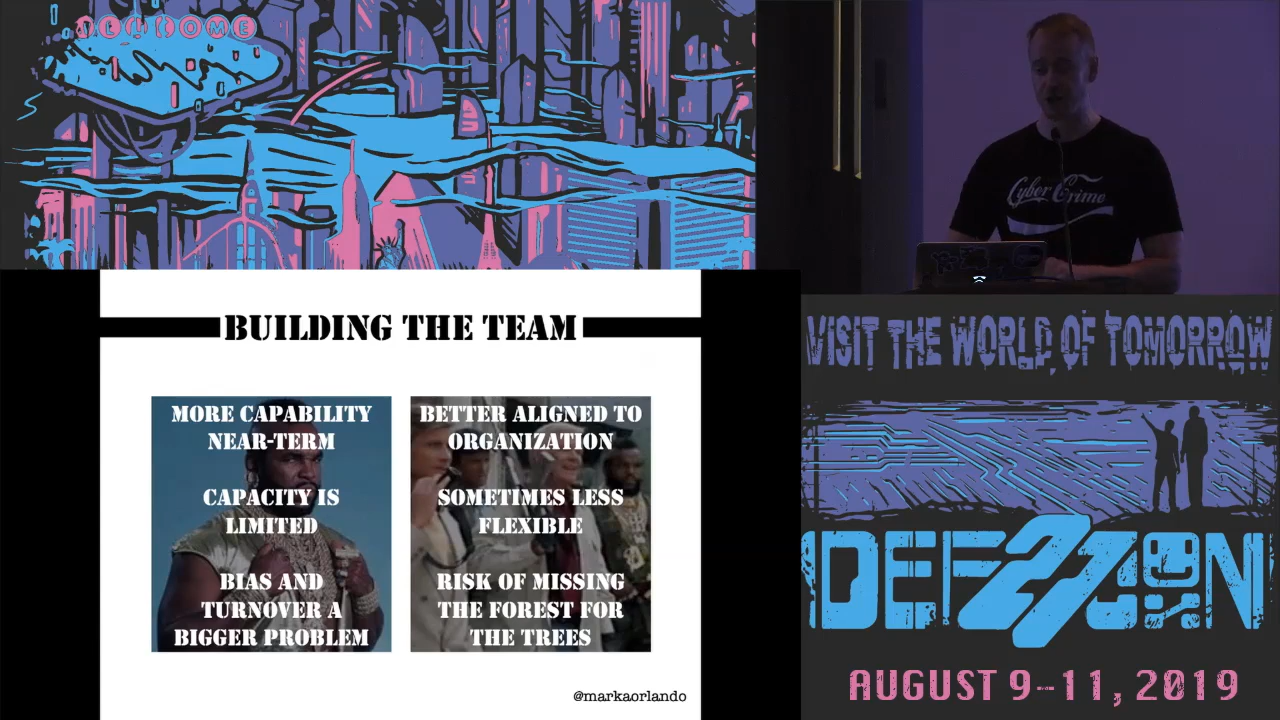 WELCOME
Cyber Crime
BUILDING THE TEAM
MORE CAPABILITY
NEAR-TERM
CAPACITY IS
LIMITED
BIAS AND
TURNOVER A
BIGGER PROBLEM
BETTER ALIGNED TO
ORGANIZATION
SOMETIMES LESS
FLEXIBLE
RISK OF MISSING
THE FOREST FOR
THE TREES
@markaorlando
VISIT THE WORLD OF TOMORROW
DEF27CON
AUGUST 9-11, 2019